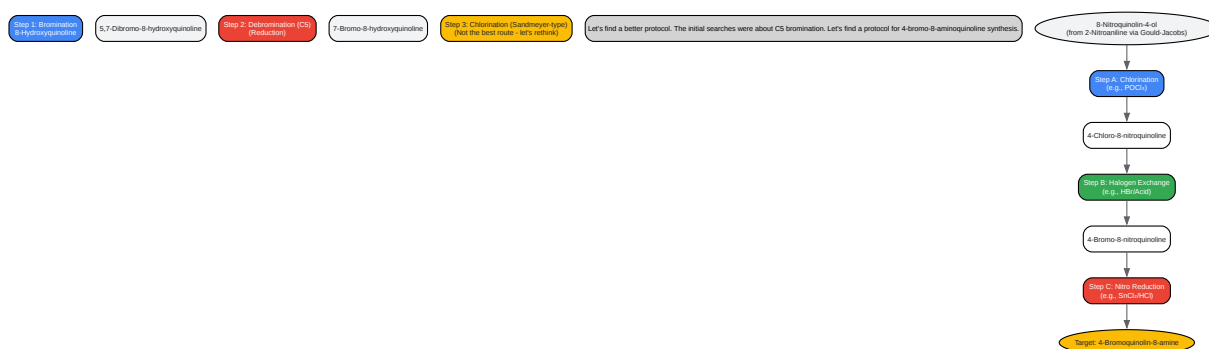 Step 1: Bromination
8-Hydroxyquinoline
5,7-Dibromo-8-hydroxyquinoline
Step 2: Debromination (C5)
(Reduction)
7-Bromo-8-hydroxyquinoline
Step 3: Chlorination (Sandmeyer-type)
(Not the best route - let's rethink)
Let's find a better protocol. The initial searches were about C5 bromination. Let's find a protocol for 4-bromo-8-aminoquinoline synthesis.
8-Nitroquinolin-4-ol
(from 2-Nitroaniline via Gould-Jacobs)
Step A: Chlorination
(e.g., POCl₃)
4-Chloro-8-nitroquinoline
Step B: Halogen Exchange
(e.g., HBr/Acid)
4-Bromo-8-nitroquinoline
Step C: Nitro Reduction
(e.g., SnCl₂/HCl)
Target: 4-Bromoquinolin-8-amine